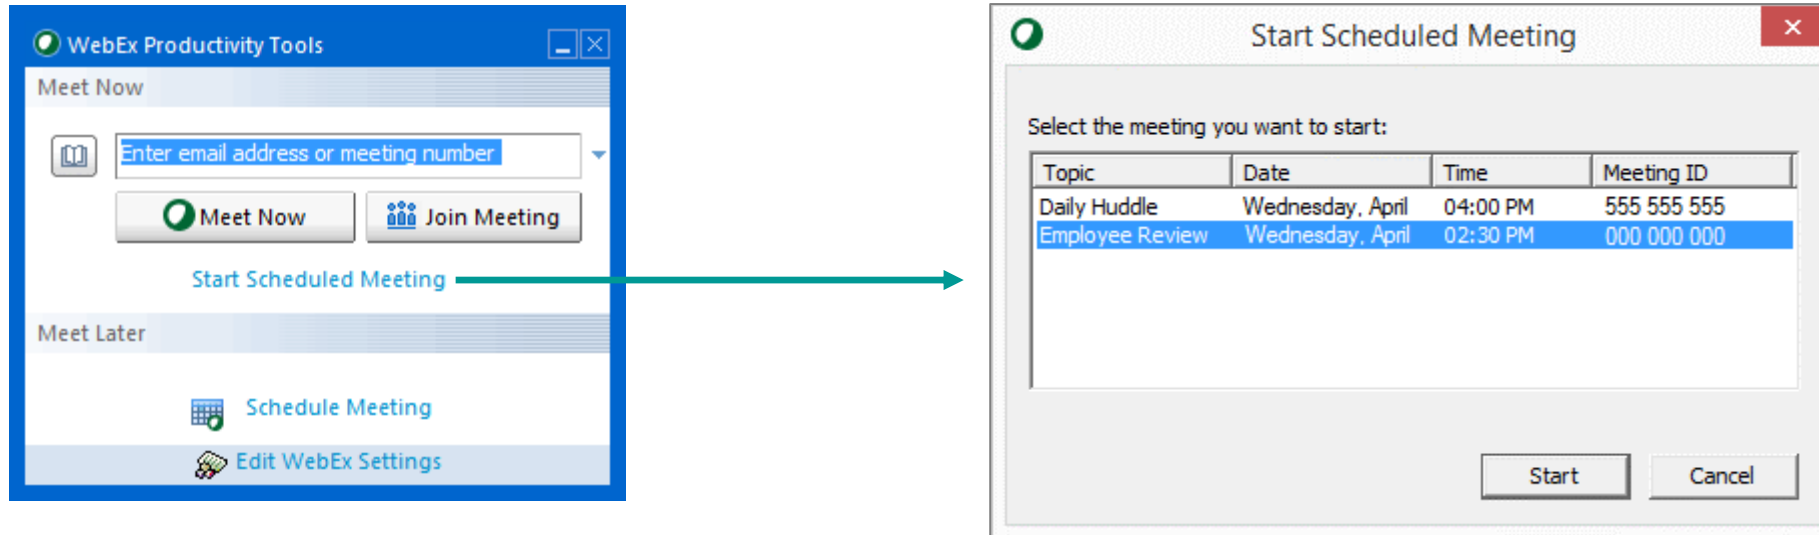 WebEx Productivity Tools
Meet Now
Enter email address or meeting number
Meet Now
Join Meeting
Start Scheduled Meeting
Meet Later
Schedule Meeting
Edit WebEx Settings
Start Scheduled Meeting
Select the meeting you want to start:
Topic Date Time Meeting ID
Daily Huddle Wednesday, April 04:00 PM 555 555 555
Employee Review Wednesday, April 02:30 PM 000 000 000
Start Cancel